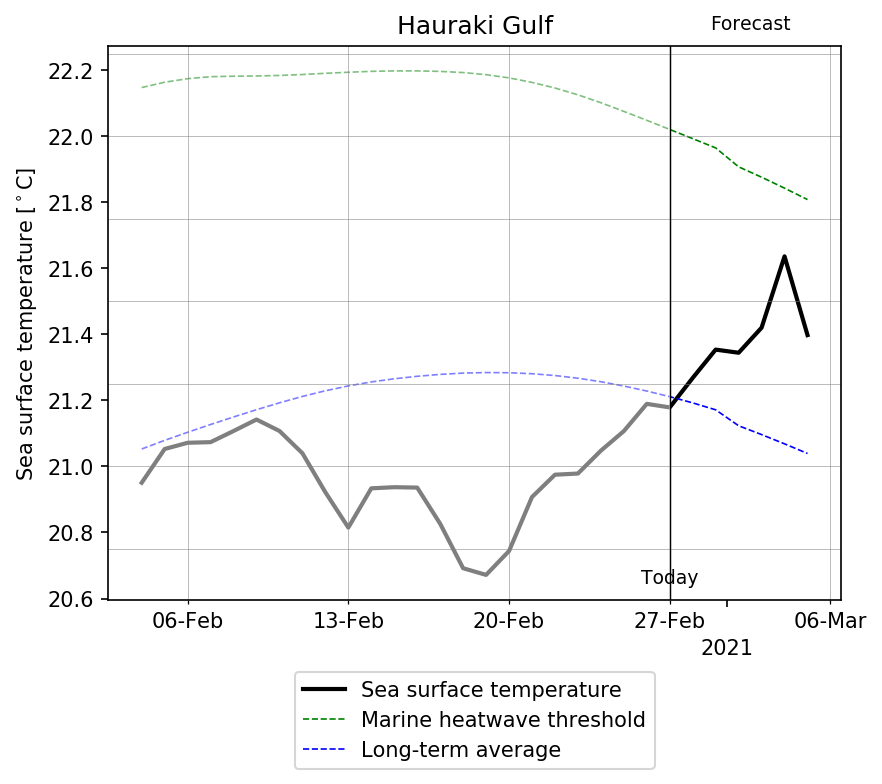 Hauraki Gulf
Forecast
Sea surface temperature [°C]
22.2
22.0
21.8
21.6
21.4
21.2
21.0
20.8
20.6
Today
06-Feb
13-Feb
20-Feb
27-Feb
06-Mar
2021
Sea surface temperature
Marine heatwave threshold
Long-term average